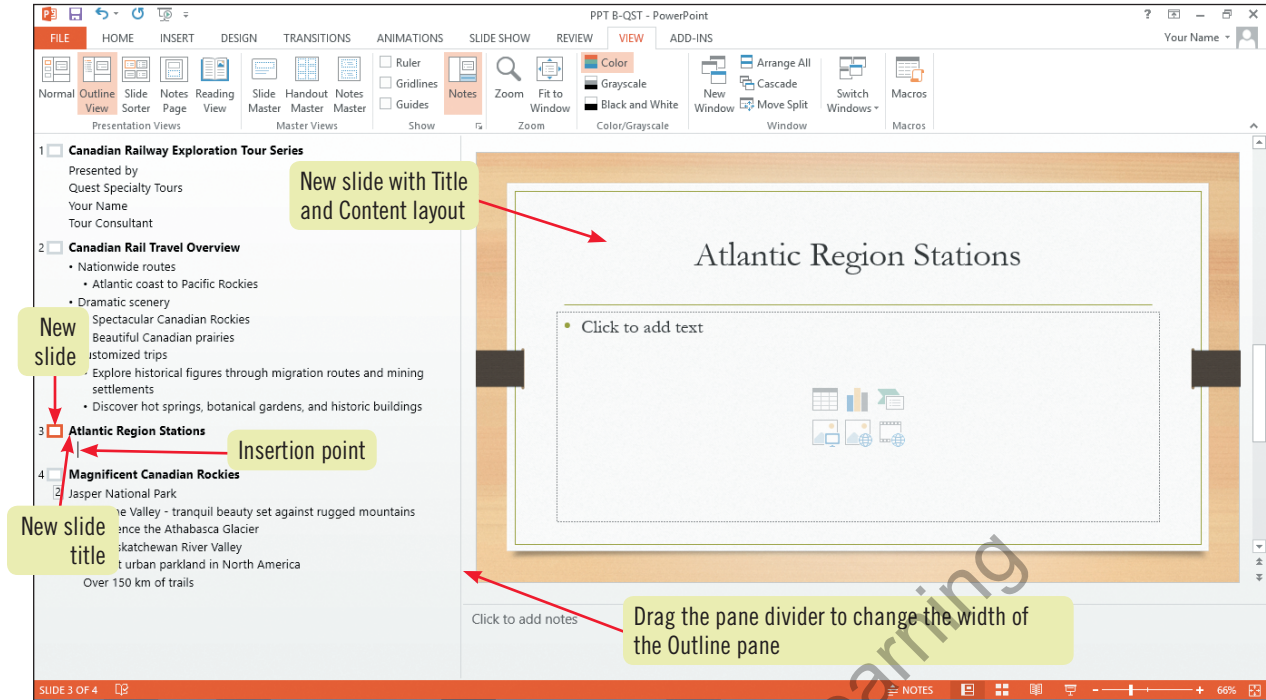 PPT B-QST - PowerPoint
FILE HOME INSERT DESIGN TRANSITIONS ANIMATIONS SLIDE SHOW REVIEW VIEW ADD-INS Your Name
Normal Outline View Slide Sorter Notes Page Reading View
Presentation Views
Slide Master Handout Master Notes Master
Master Views
Ruler
Gridlines
Guides
Notes
Show
Zoom Fit to Window
Zoom
Color
Grayscale
Black and White
Color/Grayscale
New Window
Arrange All
Cascade
Move Split
Switch Windows
Window
Macros
Macros
1 Canadian Railway Exploration Tour Series
Presented by
Quest Specialty Tours
Your Name
Tour Consultant
2 Canadian Rail Travel Overview
• Nationwide routes
• Atlantic coast to Pacific Rockies
• Dramatic scenery
Spectacular Canadian Rockies
Beautiful Canadian prairies
trips
• Explore historical figures through migration routes and mining
settlements
• Discover hot springs, botanical gardens, and historic buildings
3 Atlantic Region Stations
4 Magnificent Canadian Rockies
2 Jasper National Park
Valley - tranquil beauty set against rugged mountains
the Athabasca Glacier
River Valley
urban parkland in North America
Over 150 km of trails
New slide with Title
and Content layout
New
slide
Insertion point
New slide
title
Atlantic Region Stations
• Click to add text
Click to add notes
Drag the pane divider to change the width of
the Outline pane
SLIDE 3 OF 4 NOTES 66%